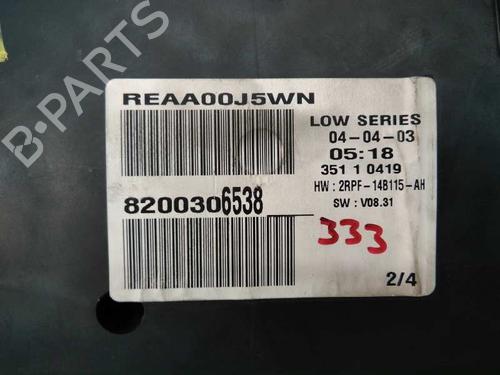 REAA00J5WN
LOW SERIES
04-04-03
05:18
351 1 0419
HW : 2RPF-14B115-AH
SW : V08.31
8200306538
333
2/4
B-PARTS